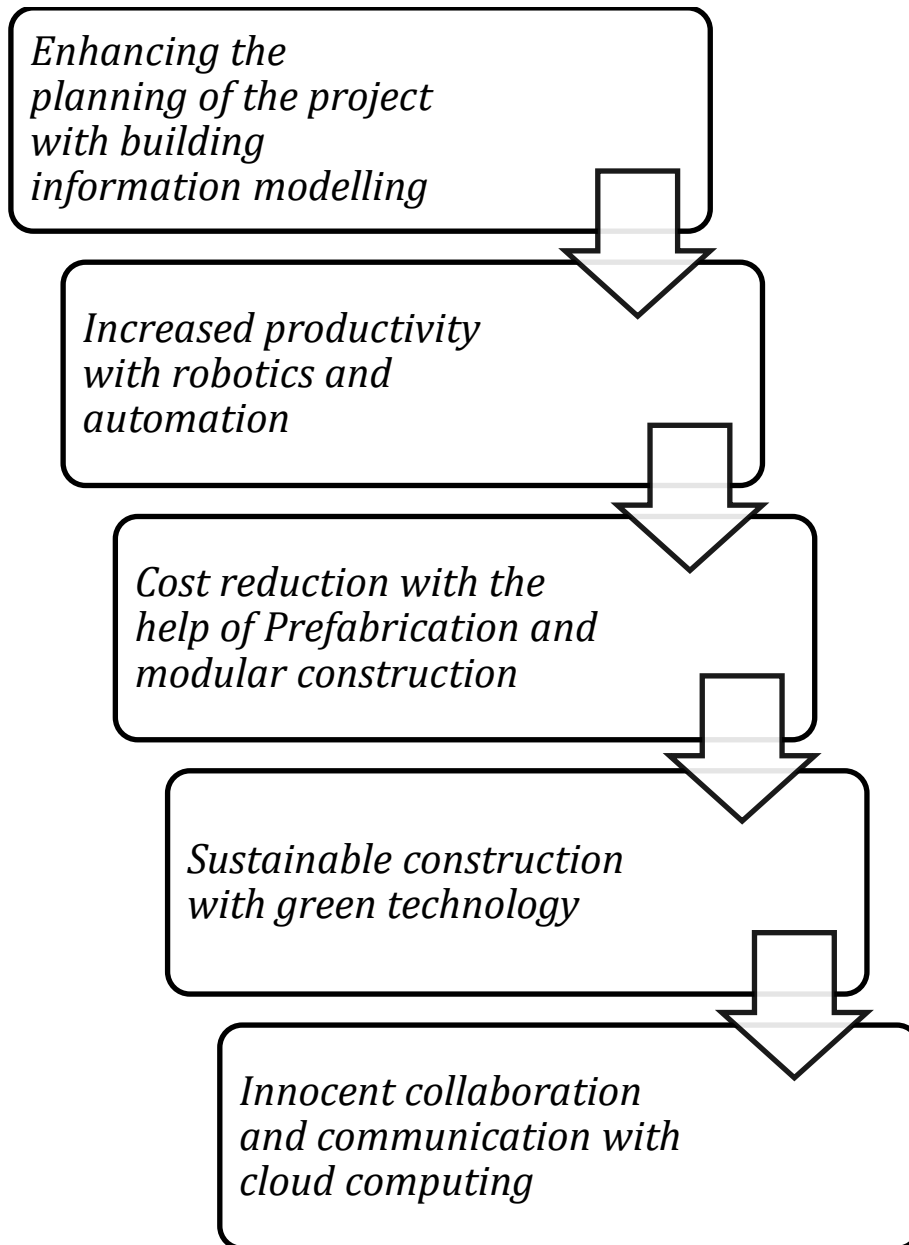 Enhancing the
planning of the project
with building
information modelling
Increased productivity
with robotics and
automation
Cost reduction with the
help of Prefabrication and
modular construction
Sustainable construction
with green technology
Innocent collaboration
and communication with
cloud computing